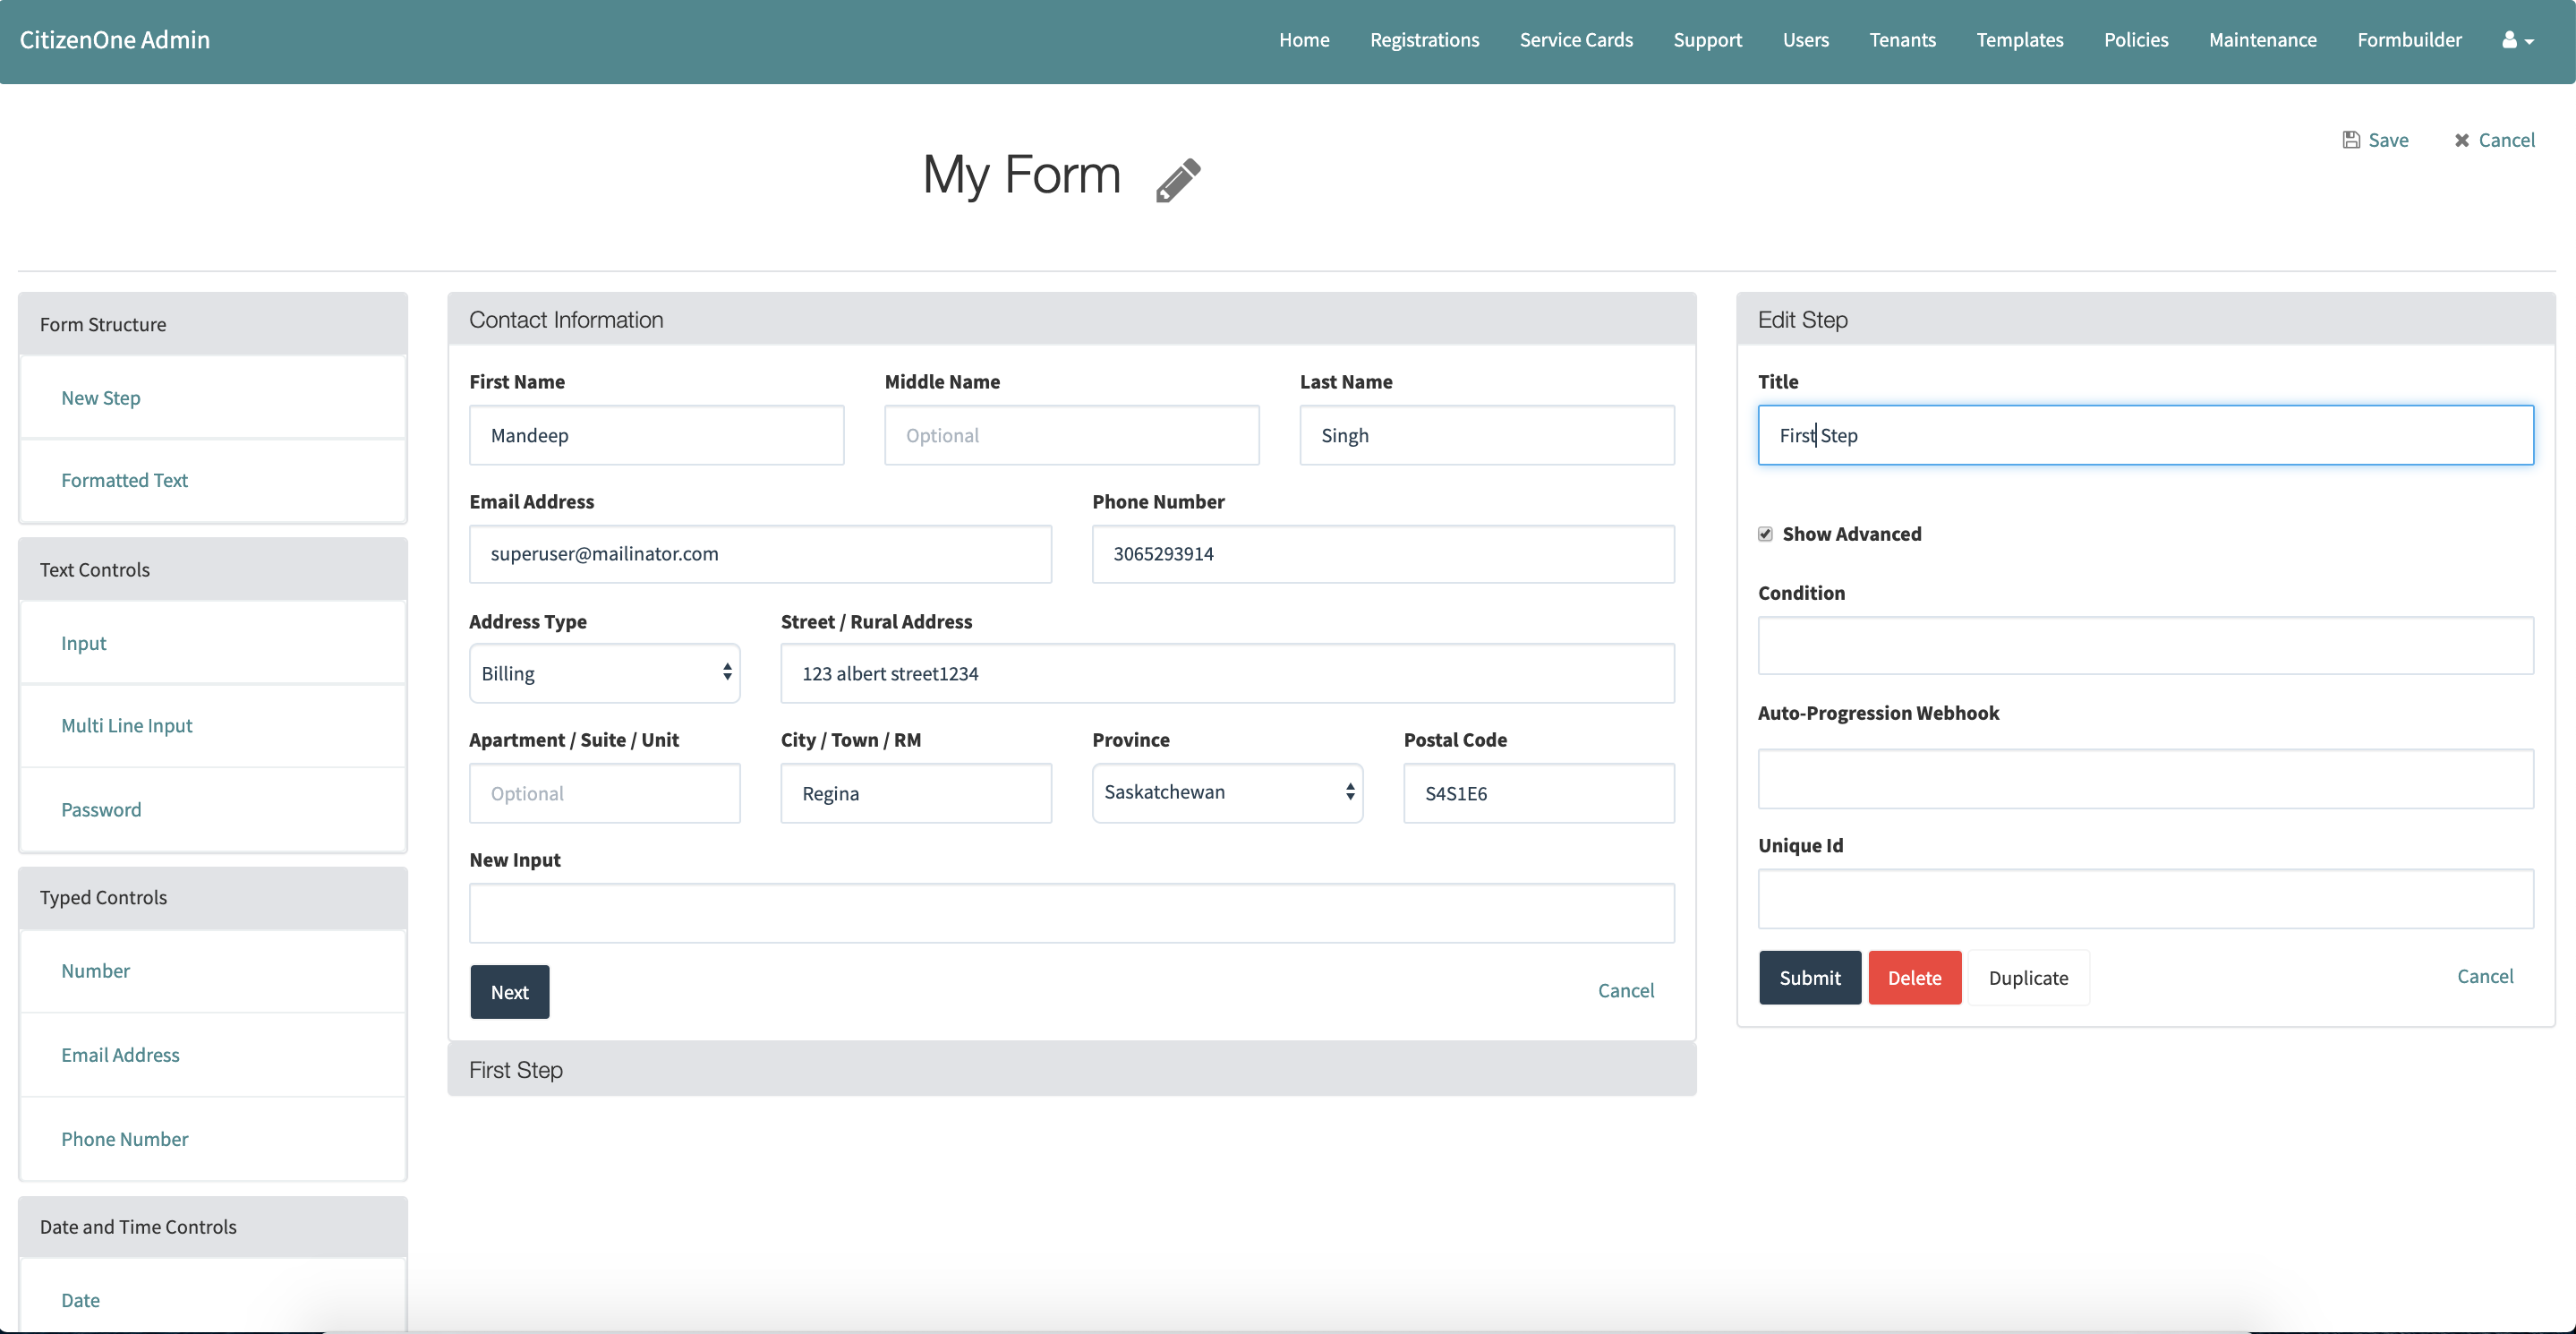 CitizenOne Admin
Home Registrations Service Cards Support Users Tenants Templates Policies Maintenance Formbuilder
Save Cancel
My Form
Form Structure
New Step
Formatted Text
Text Controls
Input
Multi Line Input
Password
Typed Controls
Number
Email Address
Phone Number
Date and Time Controls
Date
Contact Information
First Name Middle Name Last Name
Mandeep Optional Singh
Email Address Phone Number
superuser@mailinator.com 3065293914
Address Type Street / Rural Address
Billing 123 albert street1234
Apartment / Suite / Unit City / Town / RM Province Postal Code
Optional Regina Saskatchewan S4S1E6
New Input
Next Cancel
First Step
Edit Step
Title
First Step
Show Advanced
Condition
Auto-Progression Webhook
Unique Id
Submit Delete Duplicate Cancel